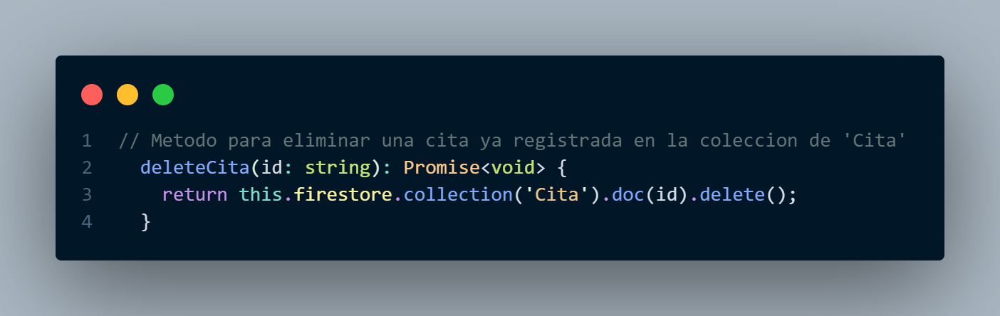 1 // Metodo para eliminar una cita ya registrada en la coleccion de 'Cita'
2 deleteCita(id: string): Promise<void> {
3 return this.firestore.collection('Cita').doc(id).delete();
4 }